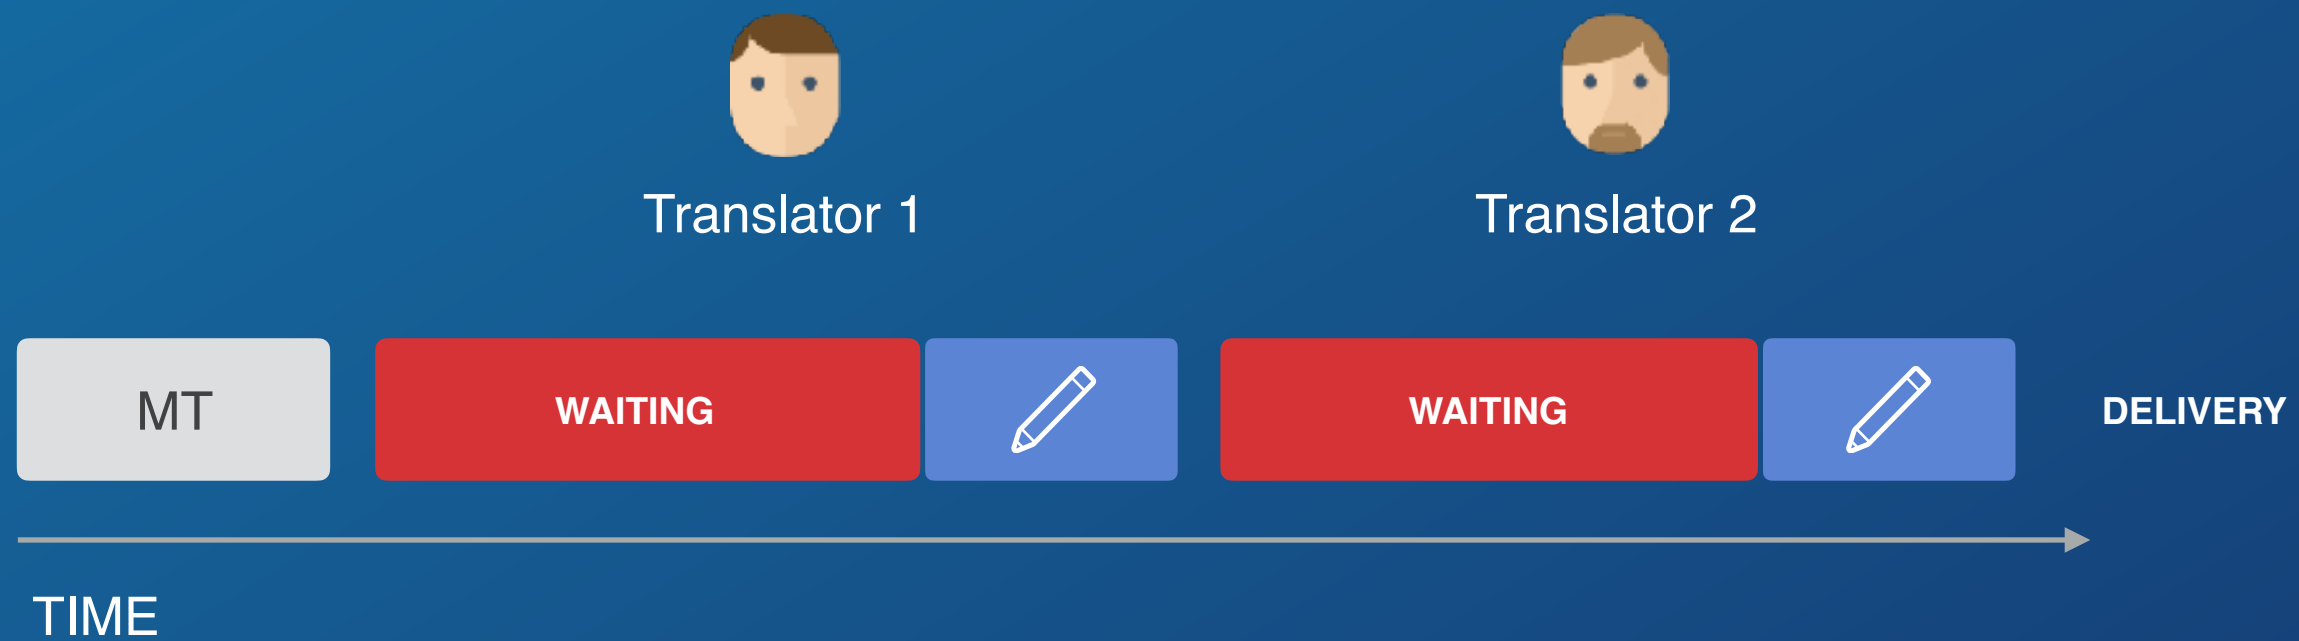 Translator 1
Translator 2
MT
WAITING
WAITING
DELIVERY
TIME